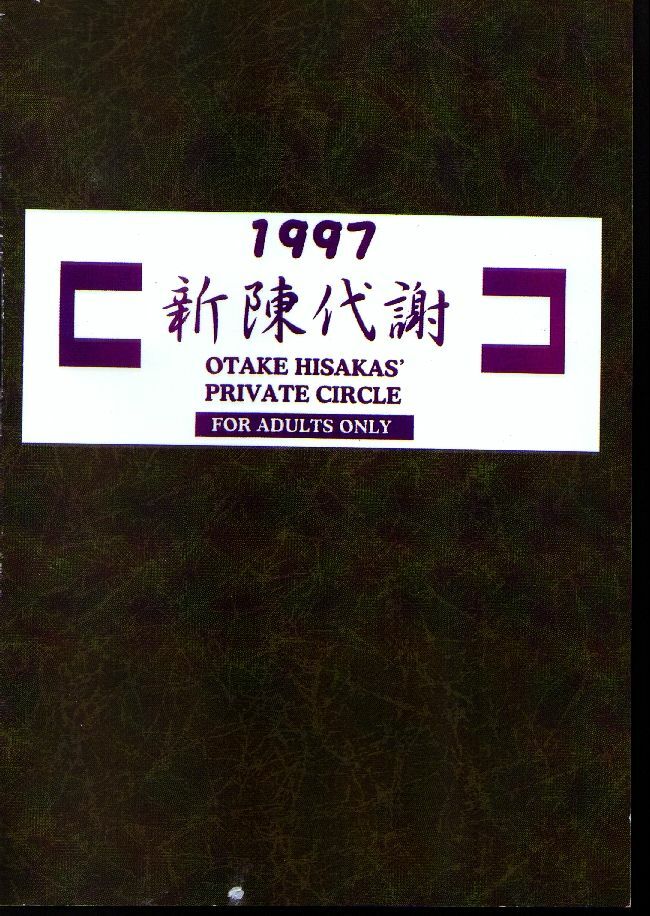 1997
新陳代謝
OTAKE HISAKAS'
PRIVATE CIRCLE
FOR ADULTS ONLY